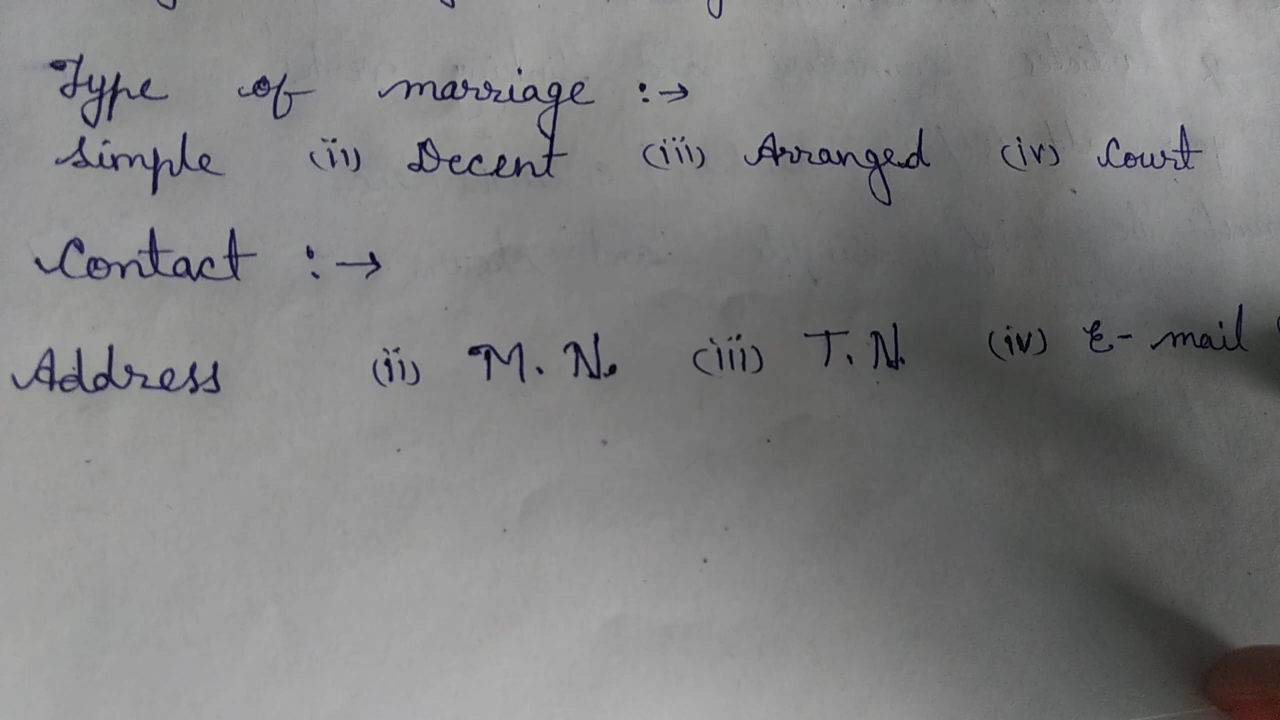 Type of marriage :→
Simple (ii) Decent (iii) Arranged (iv) Court
Contact :→
Address (ii) M. N. (iii) T. N. (iv) E-mail